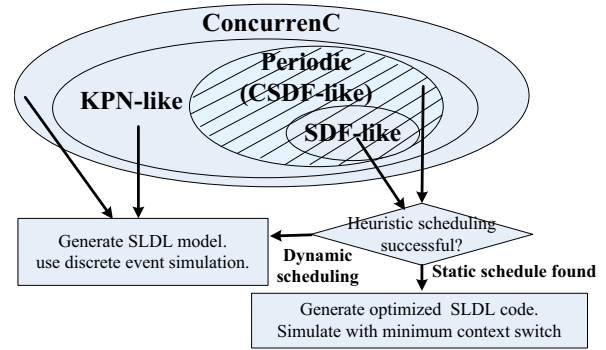 ConcurrenC
Periodic
(CSDF-like)
KPN-like
SDF-like
Heuristic scheduling
successful?
Generate SLDL model.
use discrete event simulation.
Dynamic
scheduling
Static schedule found
Generate optimized SLDL code.
Simulate with minimum context switch